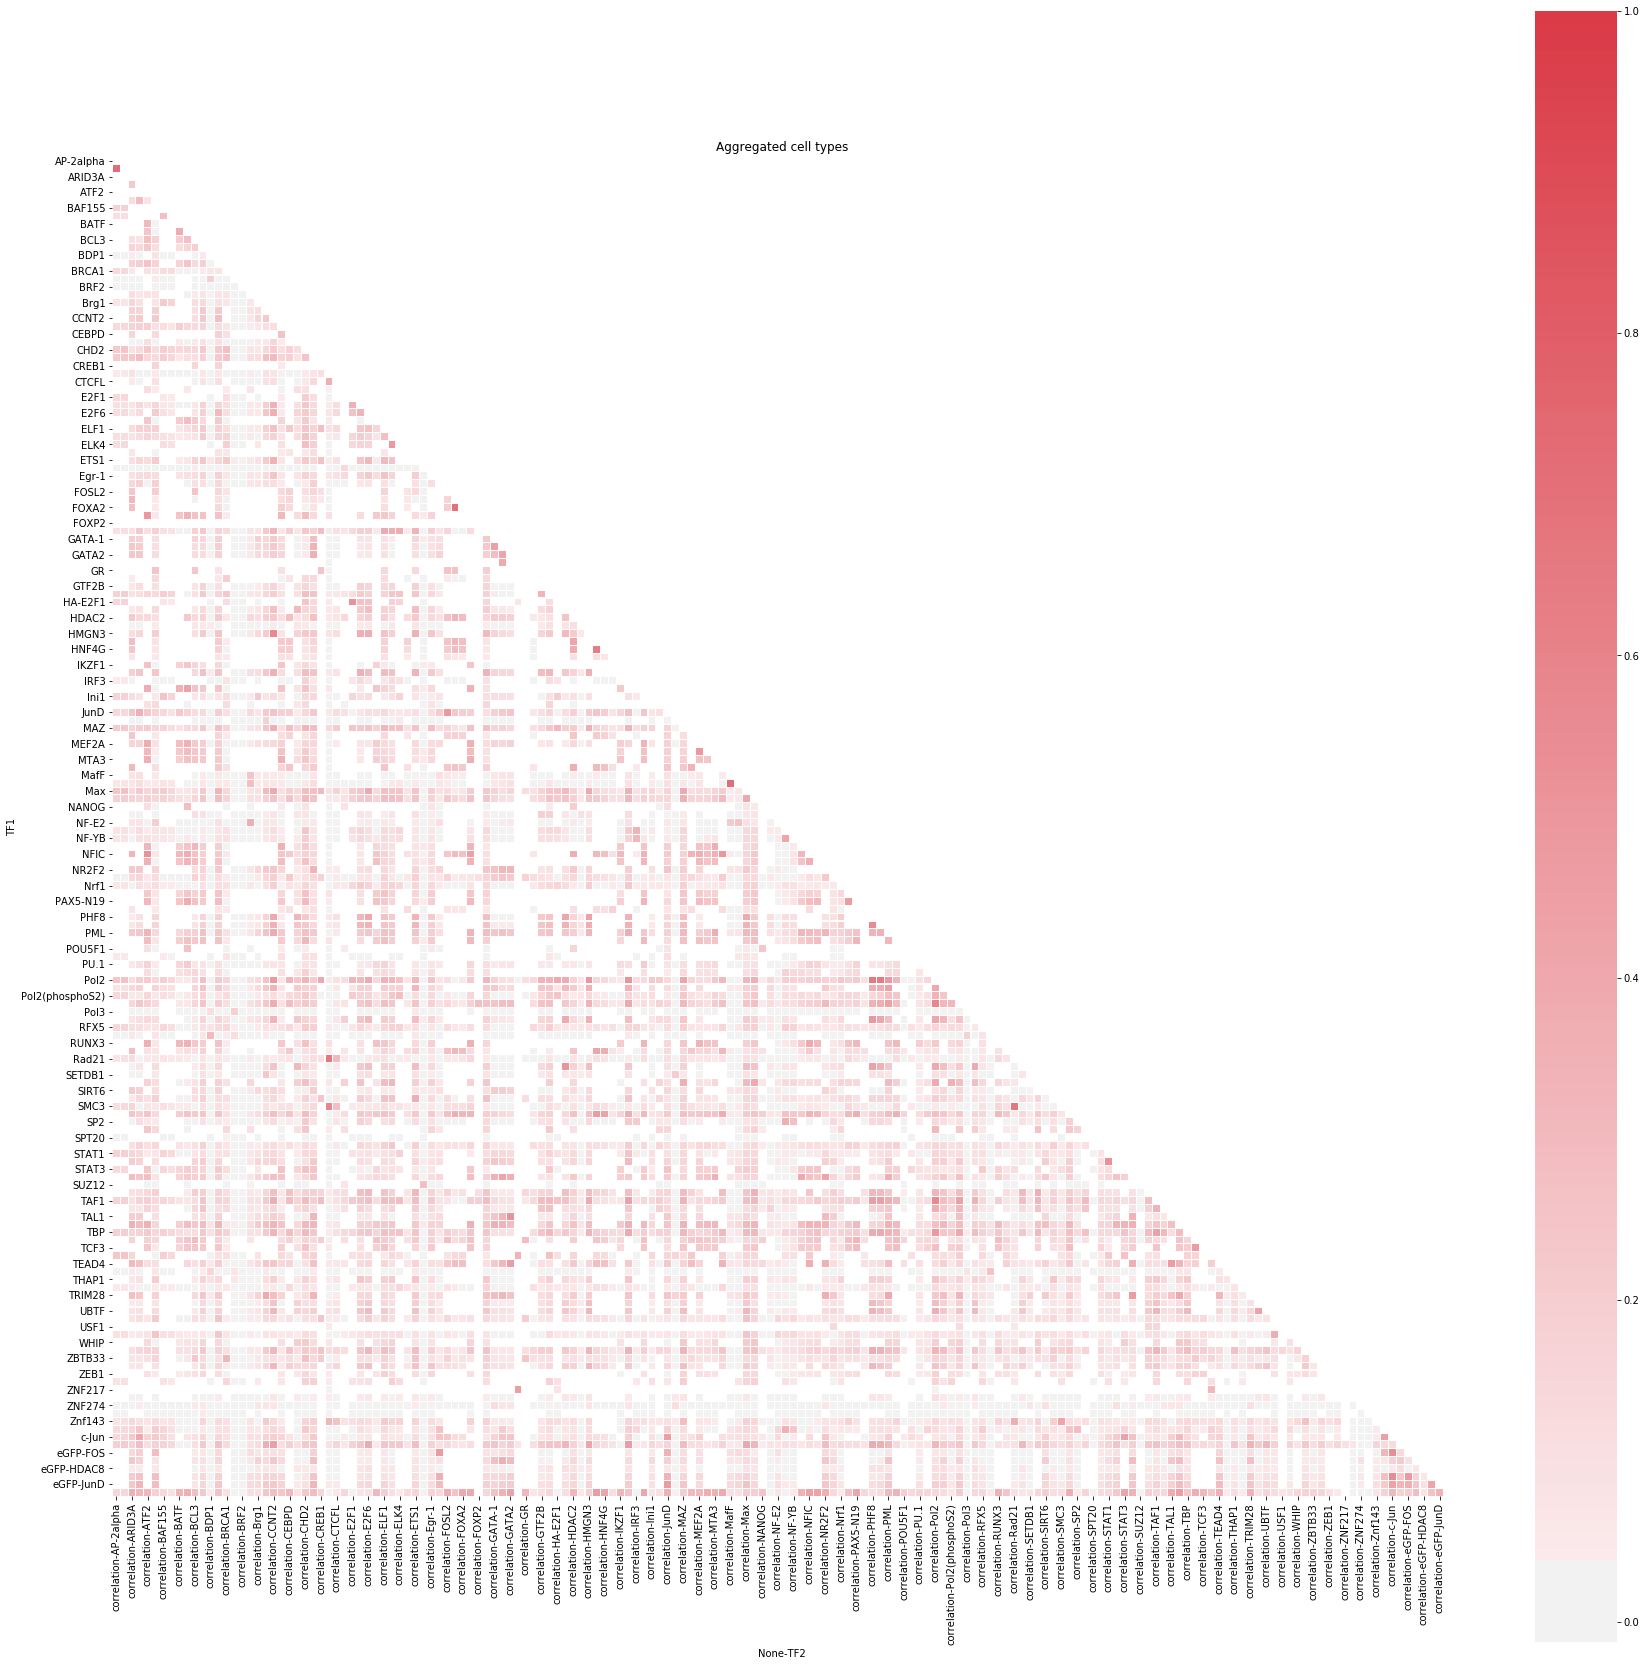 Aggregated cell types
TF1
AP-2alpha
ARID3A
ATF2
BAF155
BATF
BCL3
BDP1
BRCA1
BRF2
Brg1
CCNT2
CEBPD
CHD2
CREB1
CTCFL
E2F1
E2F6
ELF1
ELK4
ETS1
Egr-1
FOSL2
FOXA2
FOXP2
GATA-1
GATA2
GR
GTF2B
HA-E2F1
HDAC2
HMGN3
HNF4G
IKZF1
IRF3
Ini1
JunD
MAZ
MEF2A
MTA3
MafF
Max
NANOG
NF-E2
NF-YB
NFIC
NR2F2
Nrf1
PAX5-N19
PHF8
PML
POU5F1
PU.1
Pol2
Pol2(phosphoS2)
Pol3
RFX5
RUNX3
Rad21
SETDB1
SIRT6
SMC3
SP2
SPT20
STAT1
STAT3
SUZ12
TAF1
TAL1
TBP
TCF3
TEAD4
THAP1
TRIM28
UBTF
USF1
WHIP
ZBTB33
ZEB1
ZNF217
ZNF274
Znf143
c-Jun
eGFP-FOS
eGFP-HDAC8
eGFP-JunD
correlation-AP-2alpha
correlation-ARID3A
correlation-ATF2
correlation-BAF155
correlation-BATF
correlation-BCL3
correlation-BDP1
correlation-BRCA1
correlation-BRF2
correlation-Brg1
correlation-CCNT2
correlation-CEBPD
correlation-CHD2
correlation-CREB1
correlation-CTCFL
correlation-E2F1
correlation-E2F6
correlation-ELF1
correlation-ELK4
correlation-ETS1
correlation-Egr-1
correlation-FOSL2
correlation-FOXA2
correlation-FOXP2
correlation-GATA-1
correlation-GATA2
correlation-GR
correlation-GTF2B
correlation-HA-E2F1
correlation-HDAC2
correlation-HMGN3
correlation-HNF4G
correlation-IKZF1
correlation-IRF3
correlation-Ini1
correlation-JunD
correlation-MAZ
correlation-MEF2A
correlation-MTA3
correlation-MafF
correlation-Max
correlation-NANOG
correlation-NF-E2
correlation-NF-YB
correlation-NFIC
correlation-NR2F2
correlation-Nrf1
correlation-PAX5-N19
correlation-PHF8
correlation-PML
correlation-POU5F1
correlation-PU.1
correlation-Pol2
correlation-Pol2(phosphoS2)
correlation-Pol3
correlation-RFX5
correlation-RUNX3
correlation-Rad21
correlation-SETDB1
correlation-SIRT6
correlation-SMC3
correlation-SP2
correlation-SPT20
correlation-STAT1
correlation-STAT3
correlation-SUZ12
correlation-TAF1
correlation-TAL1
correlation-TBP
correlation-TCF3
correlation-TEAD4
correlation-THAP1
correlation-TRIM28
correlation-UBTF
correlation-USF1
correlation-WHIP
correlation-ZBTB33
correlation-ZEB1
correlation-ZNF217
correlation-ZNF274
correlation-Znf143
correlation-c-Jun
correlation-eGFP-FOS
correlation-eGFP-HDAC8
correlation-eGFP-JunD
None-TF2
1.0
0.8
0.6
0.4
0.2
0.0